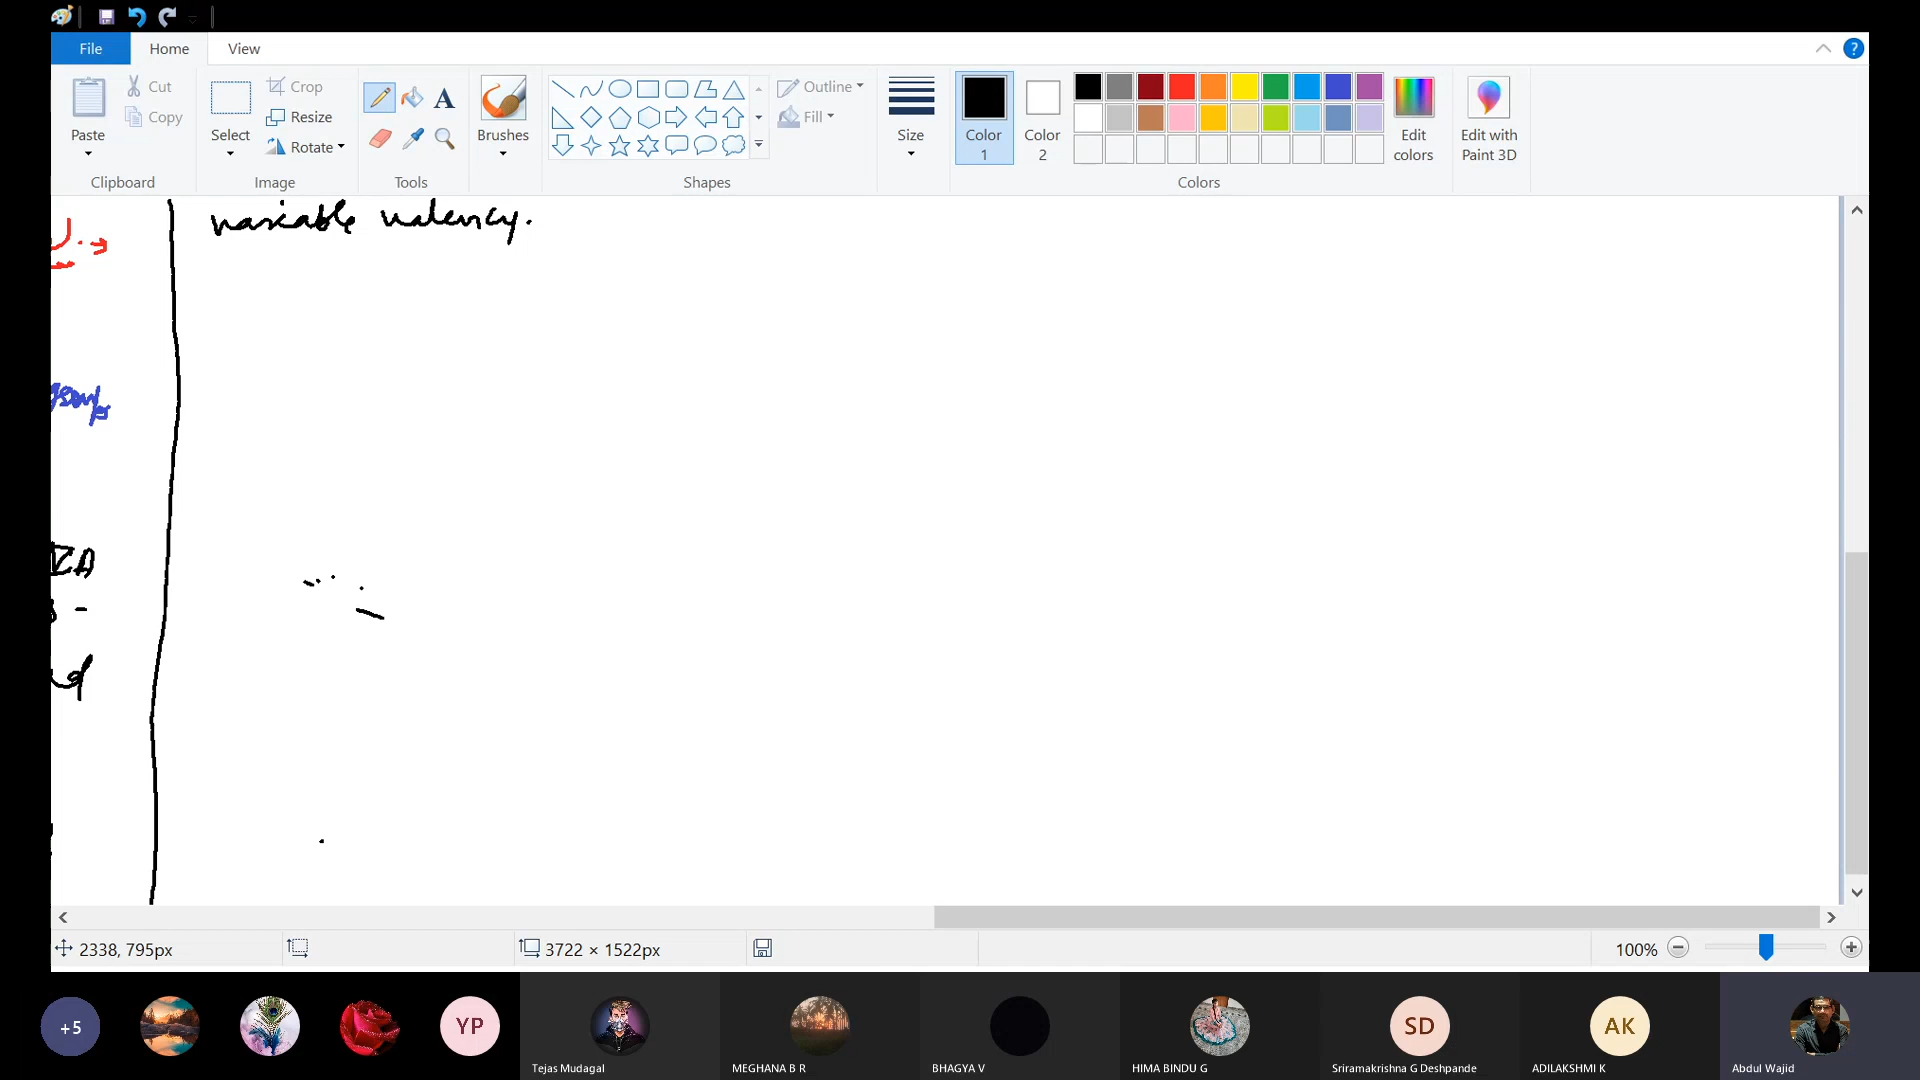 File
Home
View
Paste
Cut
Copy
Clipboard
Select
Crop
Resize
Rotate
Image
Tools
Brushes
Shapes
Outline
Fill
Size
Color 1
Color 2
Edit colors
Edit with Paint 3D
Colors
variable valency.
VA
2338, 795px
3722 × 1522px
100%
+5
YP
Tejas Mudagal
MEGHANA B R
BHAGYA V
HIMA BINDU G
SD
Sriramakrishna G Deshpande
AK
ADILAKSHMI K
Abdul Wajid